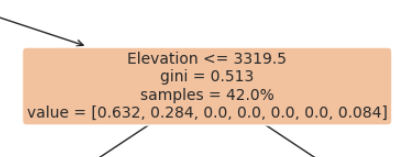 Elevation <= 3319.5
gini = 0.513
samples = 42.0%
value = [0.632, 0.284, 0.0, 0.0, 0.0, 0.0, 0.084]